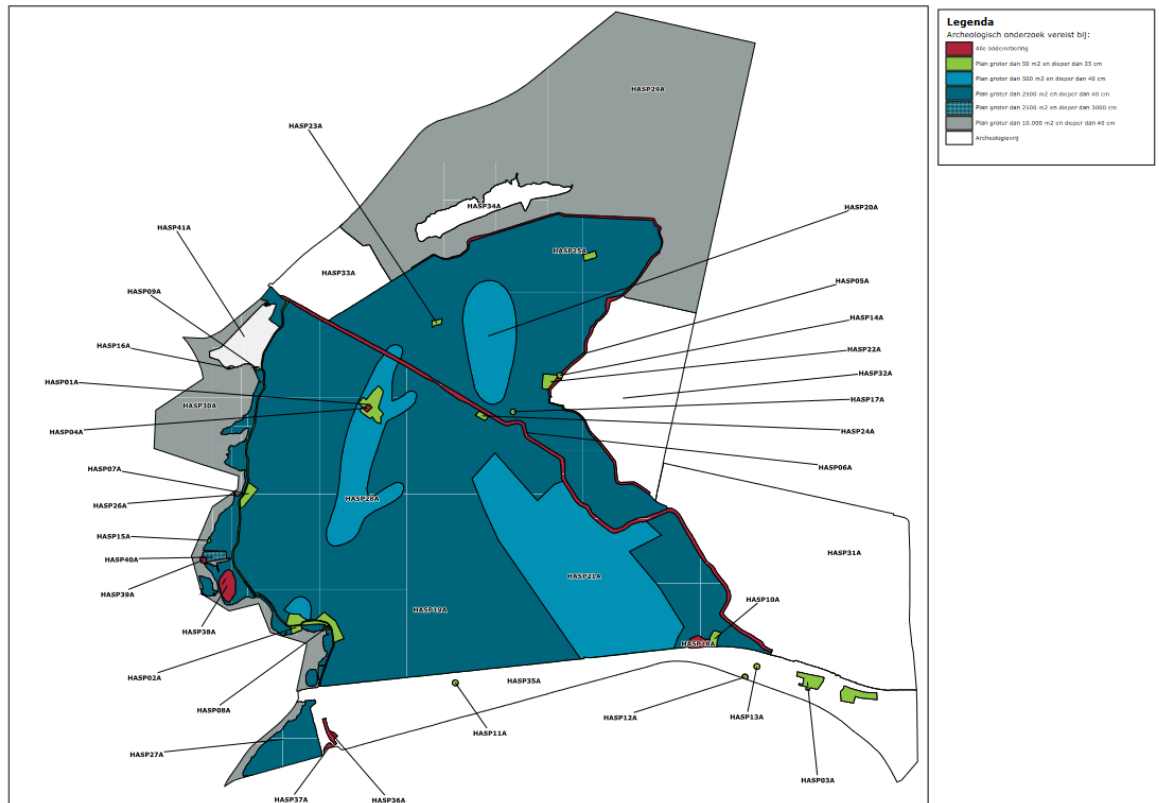 Legenda
Archeologisch onderzoek vereist bij:
Alle bodemroering
Plan groter dan 50 m2 en dieper dan 35 cm
Plan groter dan 500 m2 en dieper dan 40 cm
Plan groter dan 2500 m2 en dieper dan 40 cm
Plan groter dan 2500 m2 en dieper dan 3000 cm
Plan groter dan 10.000 m2 en dieper dan 40 cm
Archeologievrij
HASP29A
HASP23A
HASP34A
HASP20A
HASP41A
HASP25A
HASP33A
HASP05A
HASP09A
HASP14A
HASP16A
HASP22A
HASP01A
HASP32A
HASP30A
HASP17A
HASP04A
HASP24A
HASP07A
HASP06A
HASP28A
HASP26A
HASP15A
HASP31A
HASP40A
HASP21A
HASP39A
HASP10A
HASP19A
HASP38A
HASP18A
HASP02A
HASP35A
HASP08A
HASP12A
HASP13A
HASP11A
HASP27A
HASP03A
HASP37A
HASP36A